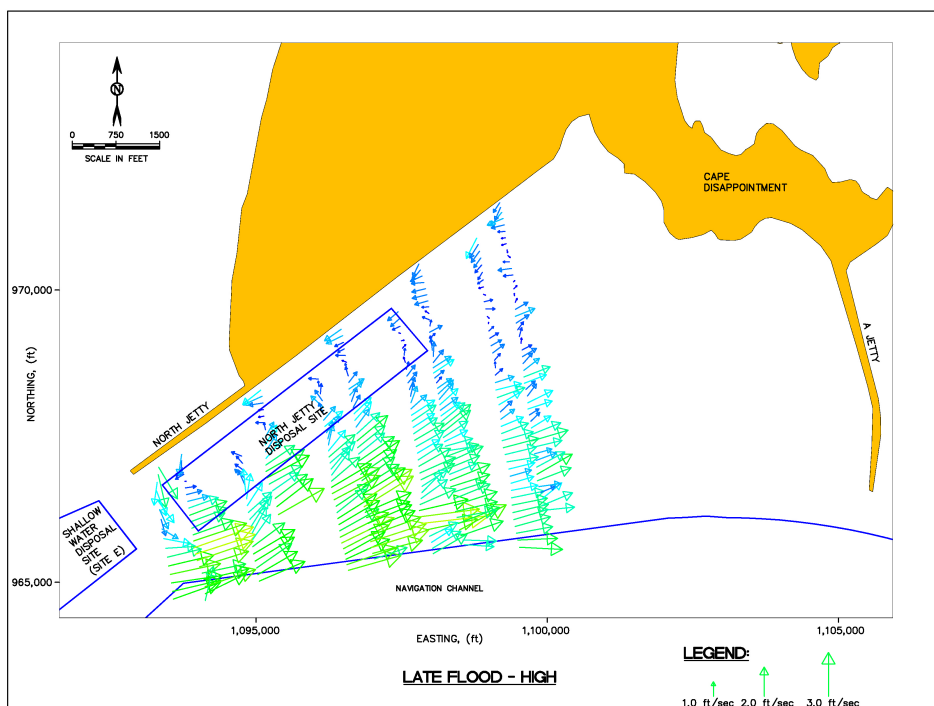 N
0 750 1500
SCALE IN FEET
CAPE
DISAPPOINTMENT
970,000
NORTHING, (ft)
A JETTY
NORTH JETTY
NORTH JETTY
DISPOSAL SITE
SHALLOW
WATER
DISPOSAL
SITE
(SITE E)
965,000
NAVIGATION CHANNEL
1,095,000 1,100,000 1,105,000
EASTING, (ft)
LATE FLOOD - HIGH
LEGEND:
1.0 ft/sec 2.0 ft/sec 3.0 ft/sec